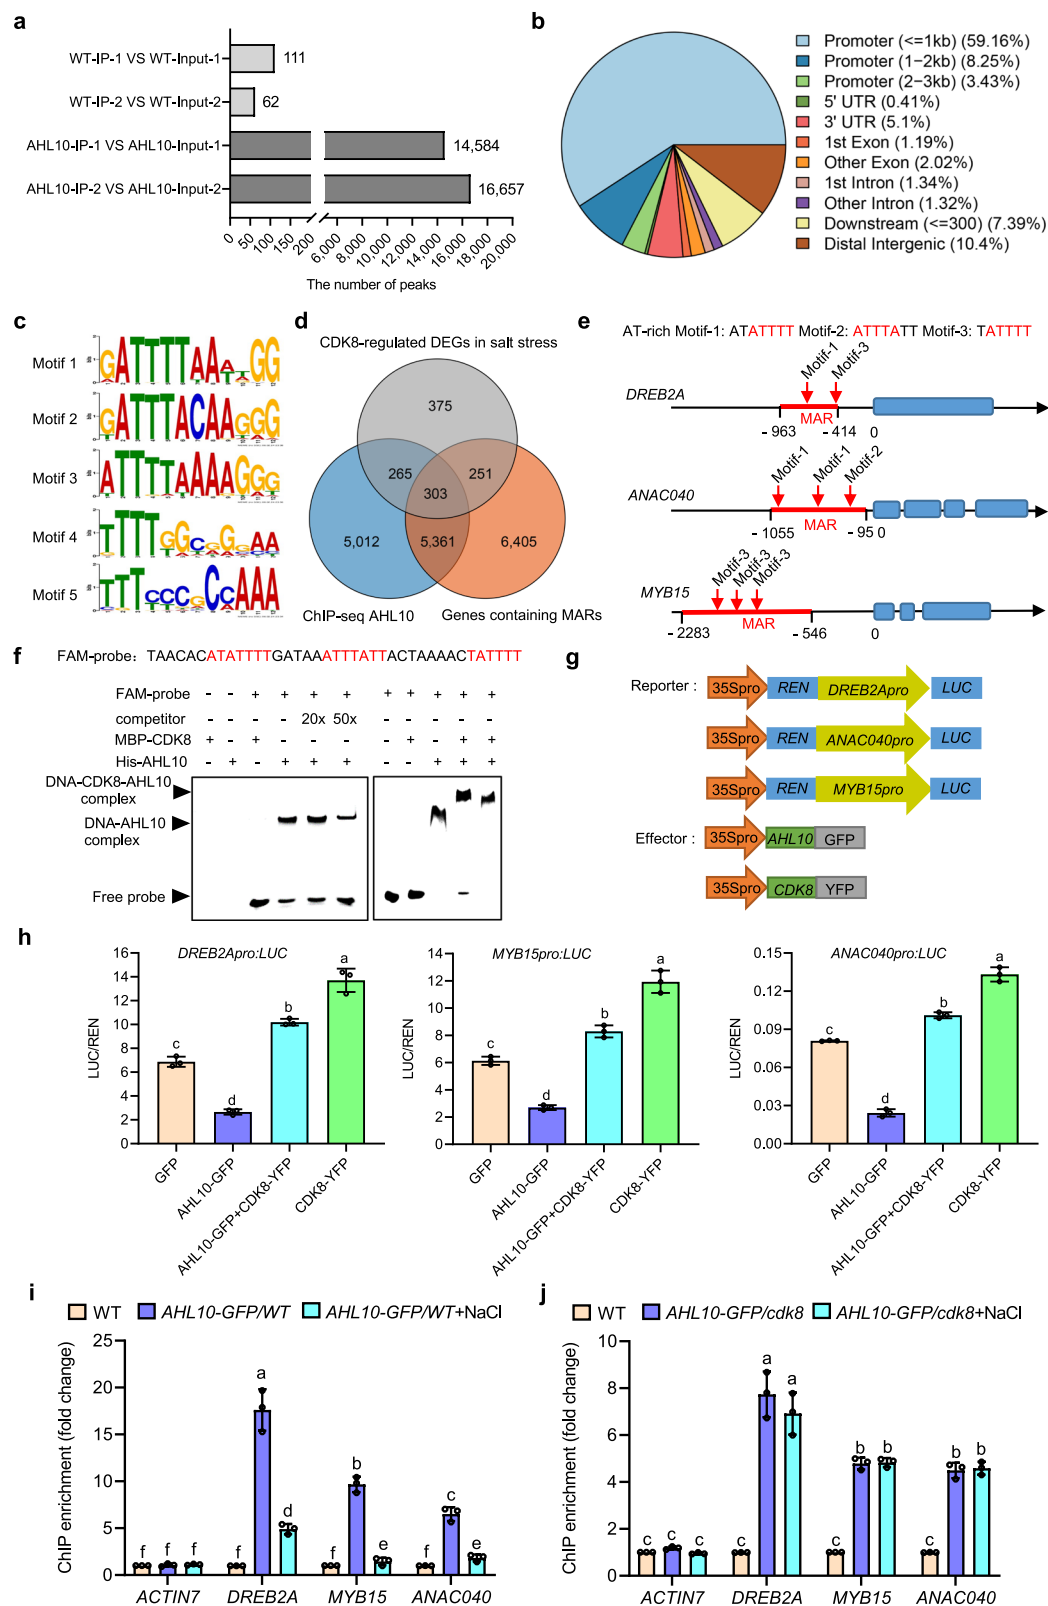 a
WT-IP-1 VS WT-Input-1
111
WT-IP-2 VS WT-Input-2
62
AHL10-IP-1 VS AHL10-Input-1
14,584
AHL10-IP-2 VS AHL10-Input-2
16,657
0 50 100 150 200 6,000 8,000 10,000 12,000 14,000 16,000 18,000 20,000
The number of peaks
b
Promoter (<=1kb) (59.16%)
Promoter (1−2kb) (8.25%)
Promoter (2−3kb) (3.43%)
5' UTR (0.41%)
3' UTR (5.1%)
1st Exon (1.19%)
Other Exon (2.02%)
1st Intron (1.34%)
Other Intron (1.32%)
Downstream (<=300) (7.39%)
Distal Intergenic (10.4%)
c
Motif 1
Motif 2
Motif 3
Motif 4
Motif 5
d
CDK8-regulated DEGs in salt stress
375
265
251
303
5,012
5,361
6,405
ChIP-seq AHL10
Genes containing MARs
e
AT-rich Motif-1: ATATTTT Motif-2: ATTTATT Motif-3: TATTTT
Motif-1
Motif-3
DREB2A
MAR
-963
-414
0
Motif-1
Motif-1
Motif-2
ANAC040
MAR
-1055
-95
0
Motif-3
Motif-3
Motif-3
MYB15
MAR
-2283
-546
0
f
FAM-probe: TAACACATATTTTGATAAATTTATTACTAAAACTATTTT
FAM-probe - - + + + + + + + + +
competitor 20x 50x
MBP-CDK8 + - + - - - - + - + +
His-AHL10 - + - + + + - - + + +
DNA-CDK8-AHL10
complex
DNA-AHL10
complex
Free probe
g
Reporter :
35Spro REN DREB2Apro LUC
35Spro REN ANAC040pro LUC
35Spro REN MYB15pro LUC
Effector :
35Spro AHL10 GFP
35Spro CDK8 YFP
h
DREB2Apro:LUC
LUC/REN
16
14
12
10
8
6
4
2
0
c
d
b
a
GFP
AHL10-GFP
AHL10-GFP+CDK8-YFP
CDK8-YFP
MYB15pro:LUC
LUC/REN
14
12
10
8
6
4
2
0
c
d
b
a
GFP
AHL10-GFP
AHL10-GFP+CDK8-YFP
CDK8-YFP
ANAC040pro:LUC
LUC/REN
0.15
0.12
0.09
0.06
0.03
0.00
c
d
b
a
GFP
AHL10-GFP
AHL10-GFP+CDK8-YFP
CDK8-YFP
i
WT AHL10-GFP/WT AHL10-GFP/WT+NaCl
ChIP enrichment (fold change)
25
20
15
10
5
0
f f f
f a d
f b e
f c e
ACTIN7 DREB2A MYB15 ANAC040
j
WT AHL10-GFP/cdk8 AHL10-GFP/cdk8+NaCl
ChIP enrichment (fold change)
10
8
6
4
2
0
c c c
c a a
c b b
c b b
ACTIN7 DREB2A MYB15 ANAC040